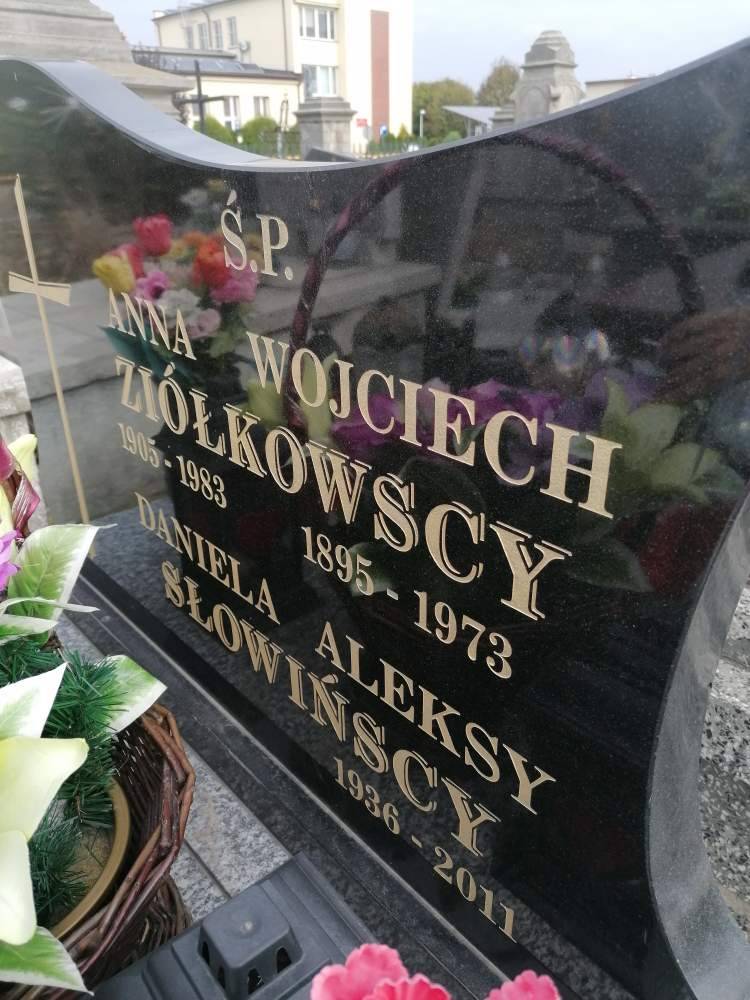 Ś.P.
ANNA WOJCIECH
ZIÓŁKOWSCY
1905 - 1983 1895 - 1973
DANIELA ALEKSY
SŁOWIŃSCY
1936 - 2011